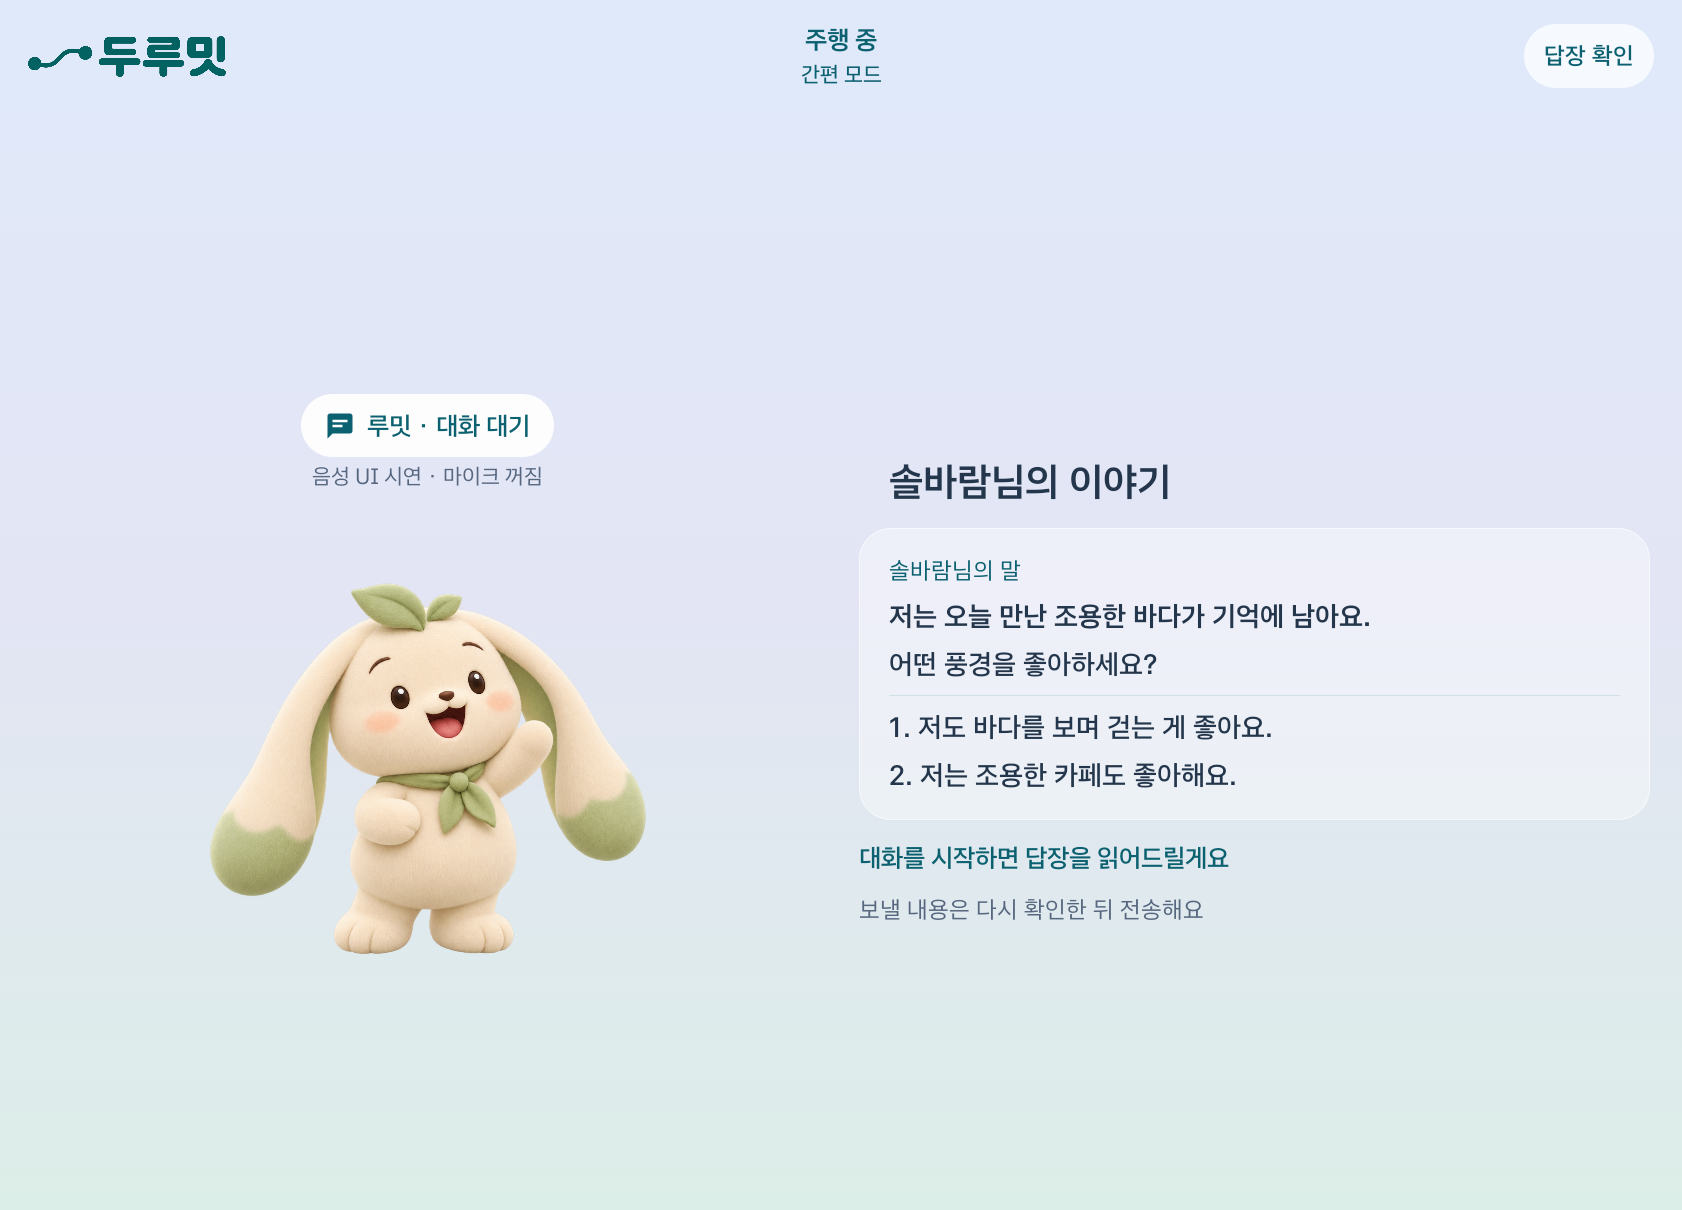 두루밋
주행 중
간편 모드
답장 확인
루밋 · 대화 대기
음성 UI 시연 · 마이크 꺼짐
솔바람님의 이야기
솔바람님의 말
저는 오늘 만난 조용한 바다가 기억에 남아요.
어떤 풍경을 좋아하세요?
1. 저도 바다를 보며 걷는 게 좋아요.
2. 저는 조용한 카페도 좋아해요.
대화를 시작하면 답장을 읽어드릴게요
보낼 내용은 다시 확인한 뒤 전송해요